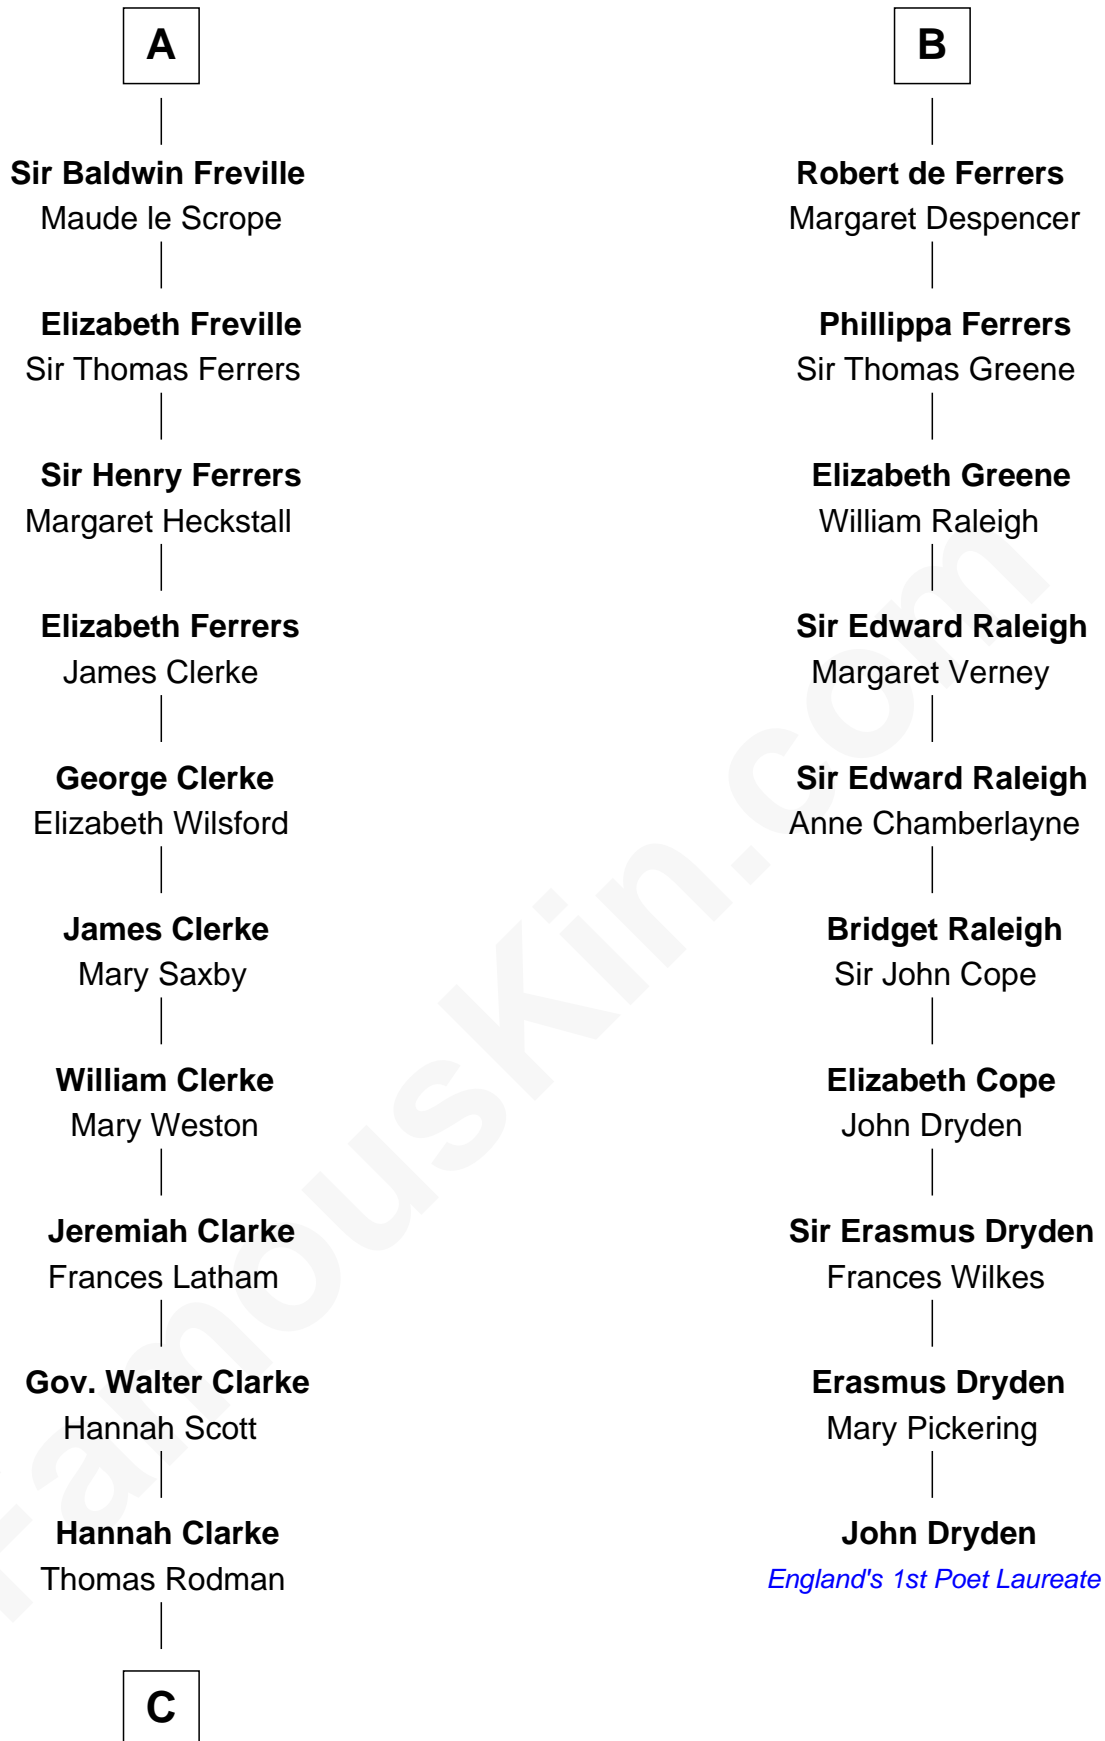 A
Sir Baldwin Freville
Maude le Scrope
Elizabeth Freville
Sir Thomas Ferrers
Sir Henry Ferrers
Margaret Heckstall
Elizabeth Ferrers
James Clerke
George Clerke
Elizabeth Wilsford
James Clerke
Mary Saxby
William Clerke
Mary Weston
Jeremiah Clarke
Frances Latham
Gov. Walter Clarke
Hannah Scott
Hannah Clarke
Thomas Rodman
C
B
Robert de Ferrers
Margaret Despencer
Phillippa Ferrers
Sir Thomas Greene
Elizabeth Greene
William Raleigh
Sir Edward Raleigh
Margaret Verney
Sir Edward Raleigh
Anne Chamberlayne
Bridget Raleigh
Sir John Cope
Elizabeth Cope
John Dryden
Sir Erasmus Dryden
Frances Wilkes
Erasmus Dryden
Mary Pickering
John Dryden
England's 1st Poet Laureate
FamousKin.com